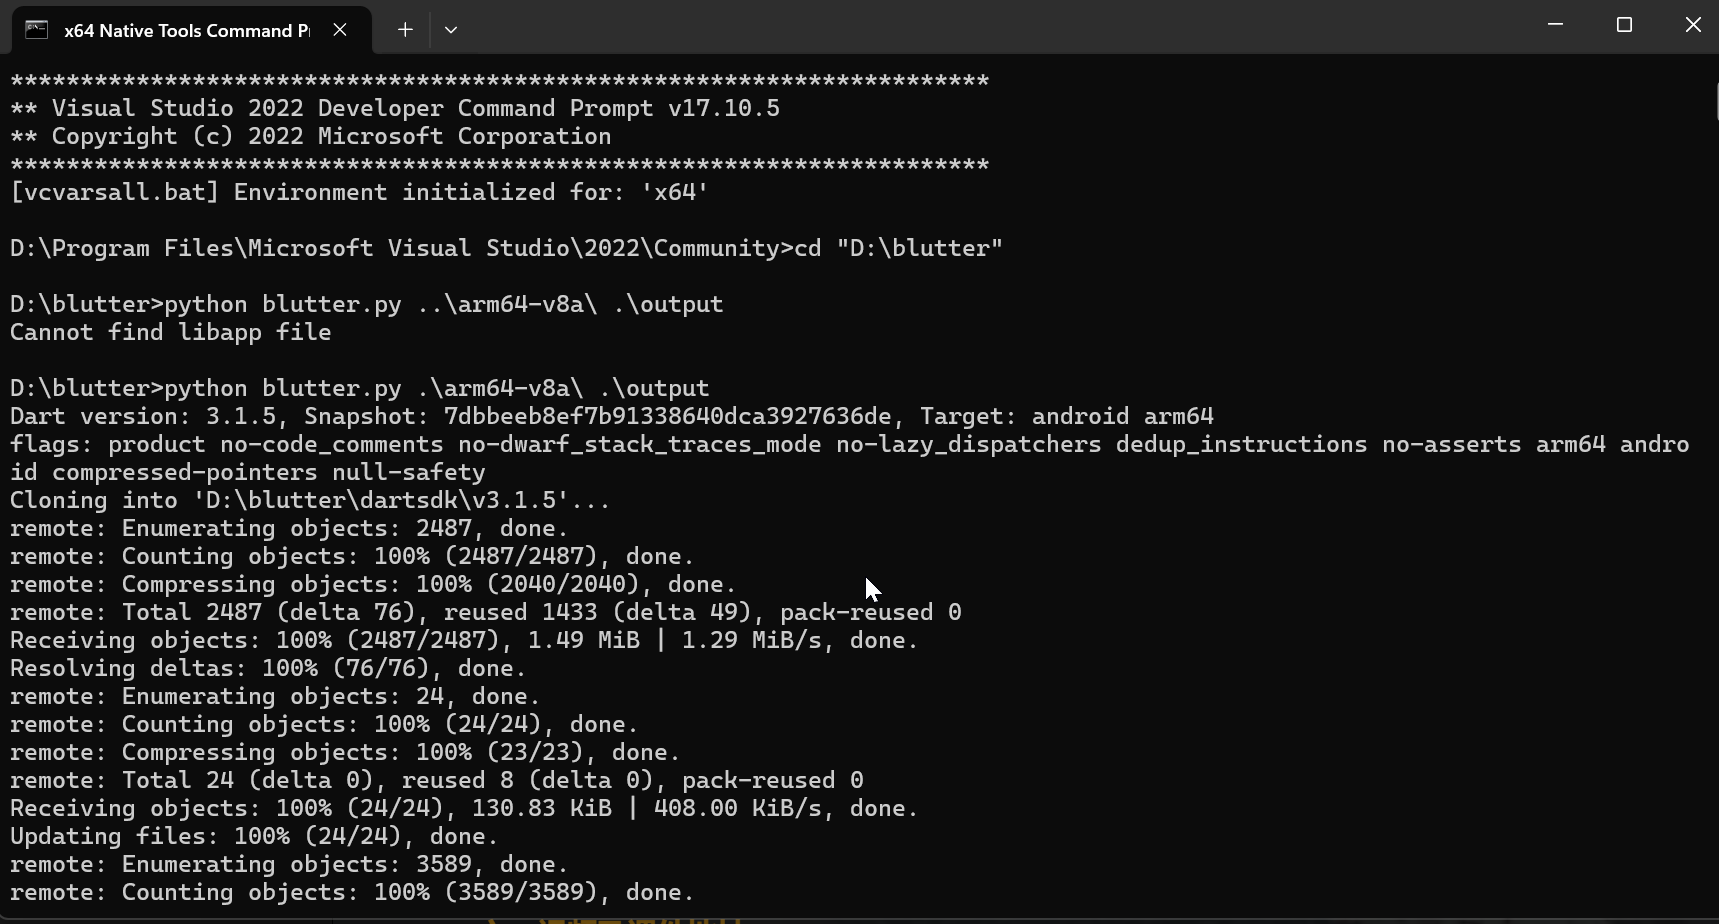 x64 Native Tools Command P
**********************************************************************
** Visual Studio 2022 Developer Command Prompt v17.10.5
** Copyright (c) 2022 Microsoft Corporation
**********************************************************************
[vcvarsall.bat] Environment initialized for: 'x64'
D:\Program Files\Microsoft Visual Studio\2022\Community>cd "D:\blutter"
D:\blutter>python blutter.py ..\arm64-v8a\ .\output
Cannot find libapp file
D:\blutter>python blutter.py .\arm64-v8a\ .\output
Dart version: 3.1.5, Snapshot: 7dbbeeb8ef7b91338640dca3927636de, Target: android arm64
flags: product no-code_comments no-dwarf_stack_traces_mode no-lazy_dispatchers dedup_instructions no-asserts arm64 andro
id compressed-pointers null-safety
Cloning into 'D:\blutter\dartsdk\v3.1.5'...
remote: Enumerating objects: 2487, done.
remote: Counting objects: 100% (2487/2487), done.
remote: Compressing objects: 100% (2040/2040), done.
remote: Total 2487 (delta 76), reused 1433 (delta 49), pack-reused 0
Receiving objects: 100% (2487/2487), 1.49 MiB | 1.29 MiB/s, done.
Resolving deltas: 100% (76/76), done.
remote: Enumerating objects: 24, done.
remote: Counting objects: 100% (24/24), done.
remote: Compressing objects: 100% (23/23), done.
remote: Total 24 (delta 0), reused 8 (delta 0), pack-reused 0
Receiving objects: 100% (24/24), 130.83 KiB | 408.00 KiB/s, done.
Updating files: 100% (24/24), done.
remote: Enumerating objects: 3589, done.
remote: Counting objects: 100% (3589/3589), done.